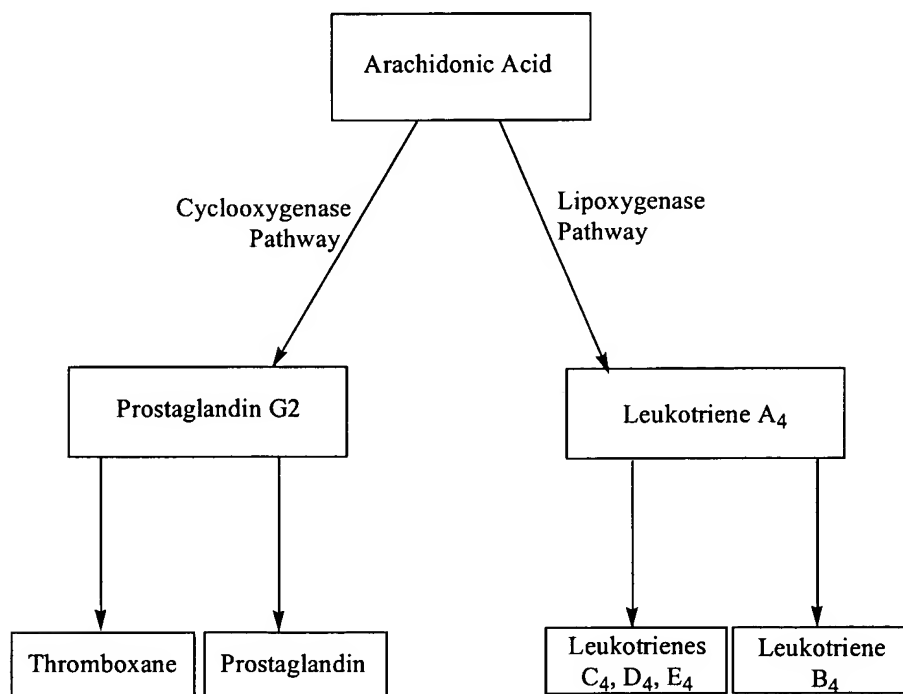 Arachidonic Acid
Cyclooxygenase
Pathway
Lipoxygenase
Pathway
Prostaglandin G2
Leukotriene A₄
Thromboxane
Prostaglandin
Leukotrienes
C₄, D₄, E₄
Leukotriene
B₄